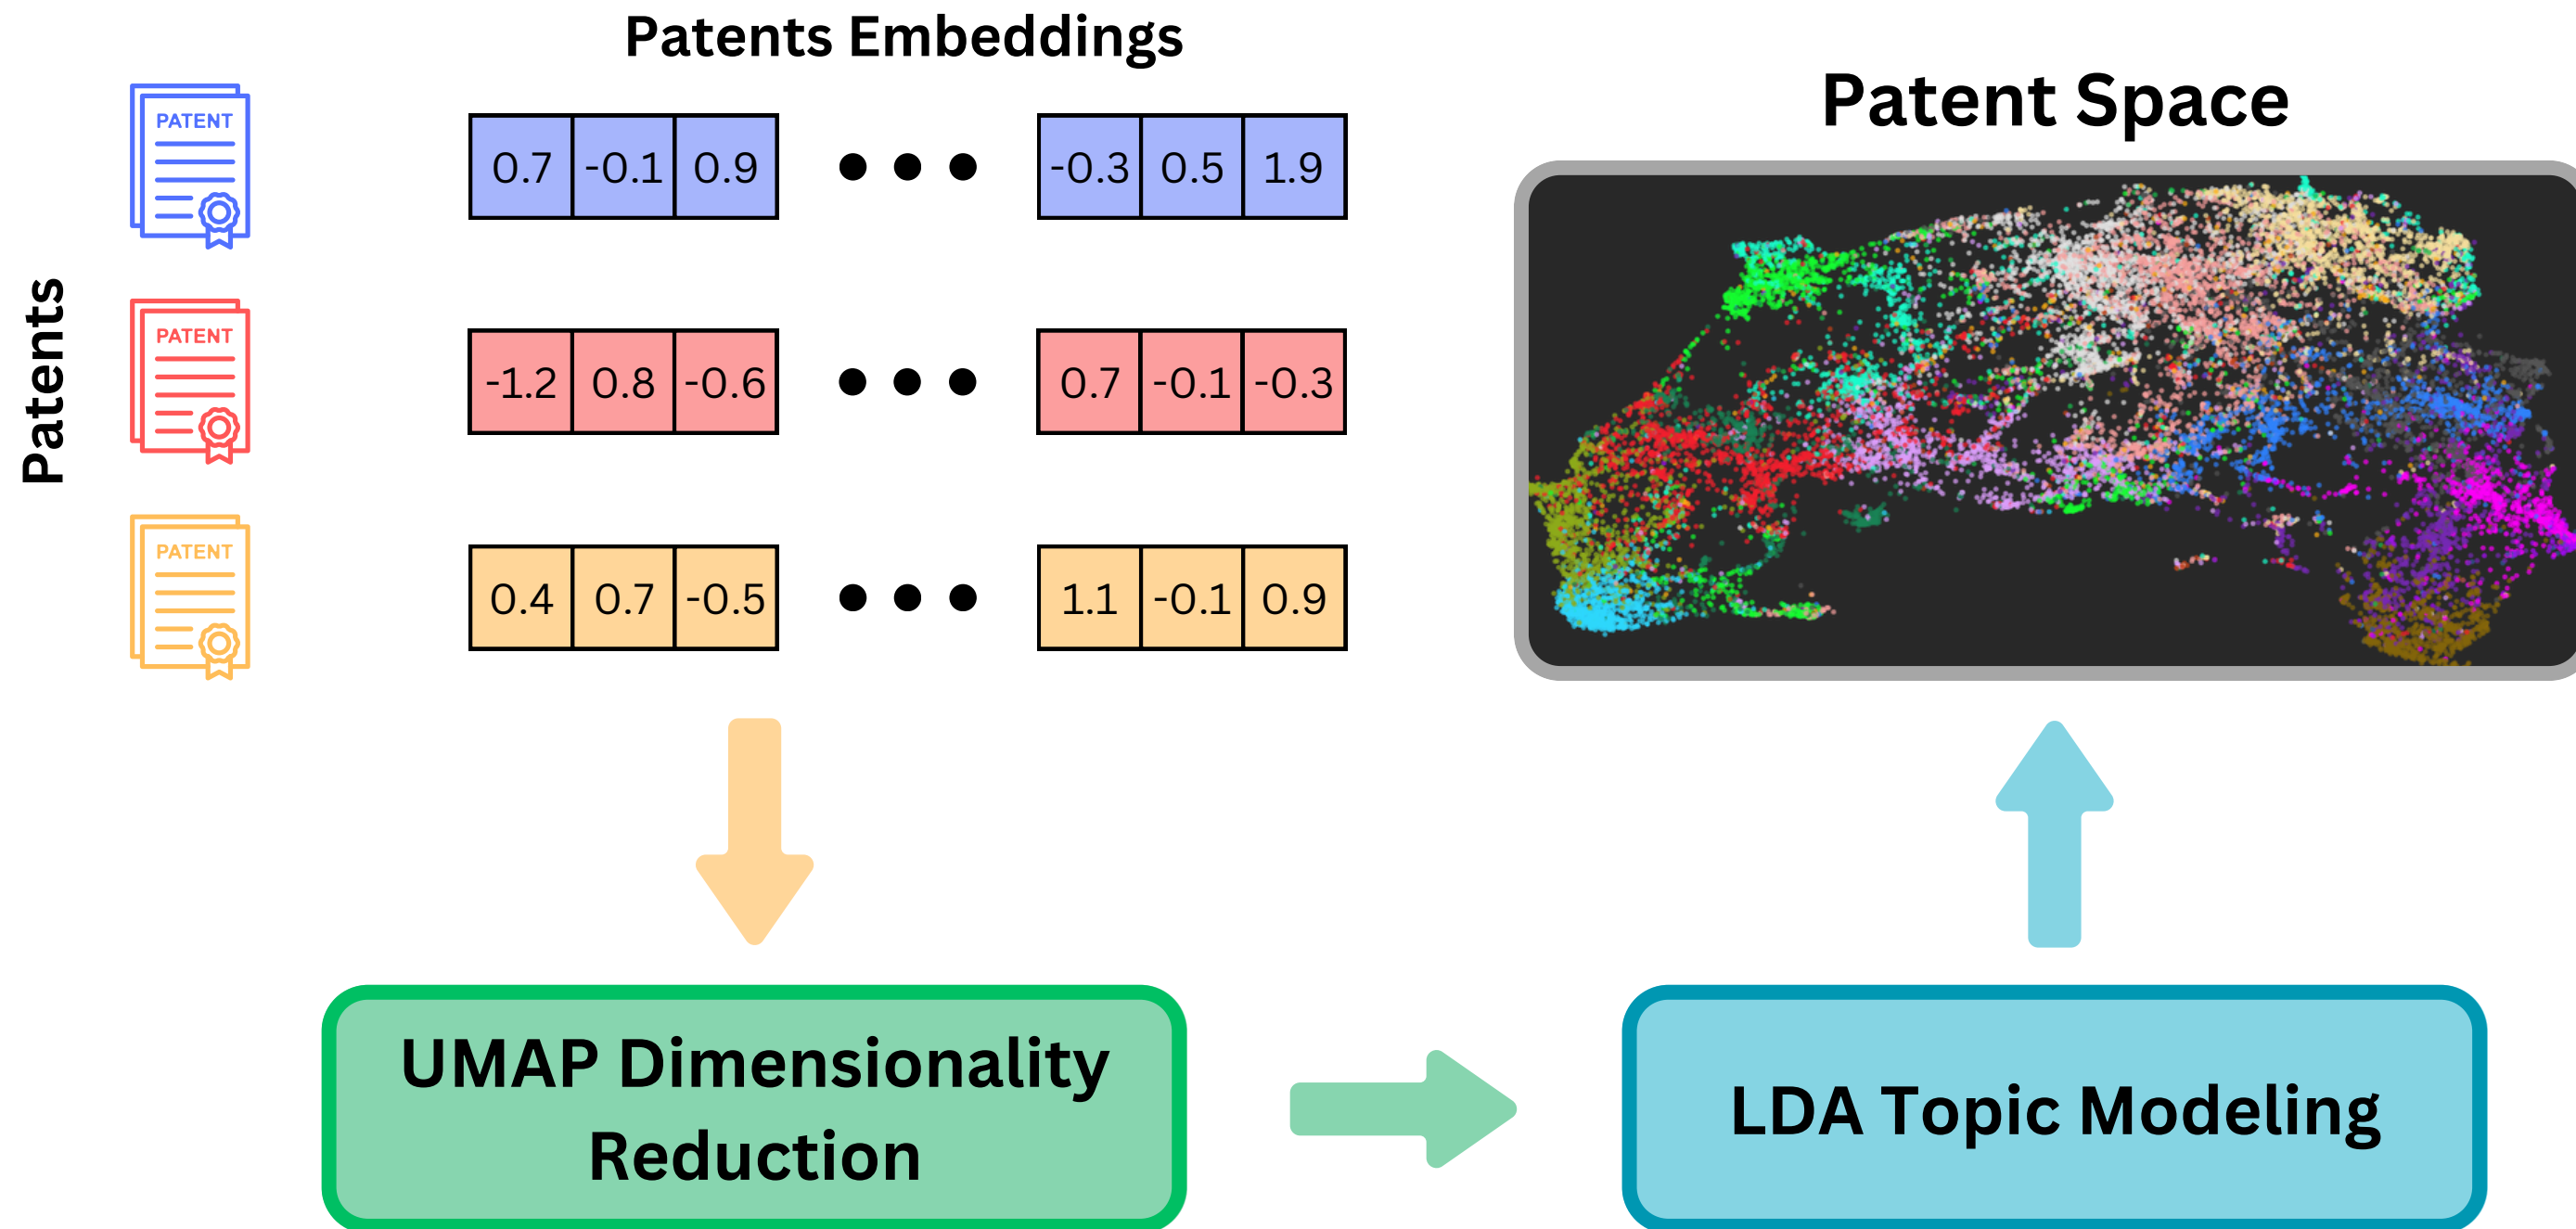 Patents Embeddings
Patent Space
Patents
PATENT
0.7 -0.1 0.9 -0.3 0.5 1.9
PATENT
-1.2 0.8 -0.6 0.7 -0.1 -0.3
PATENT
0.4 0.7 -0.5 1.1 -0.1 0.9
UMAP Dimensionality
Reduction
LDA Topic Modeling